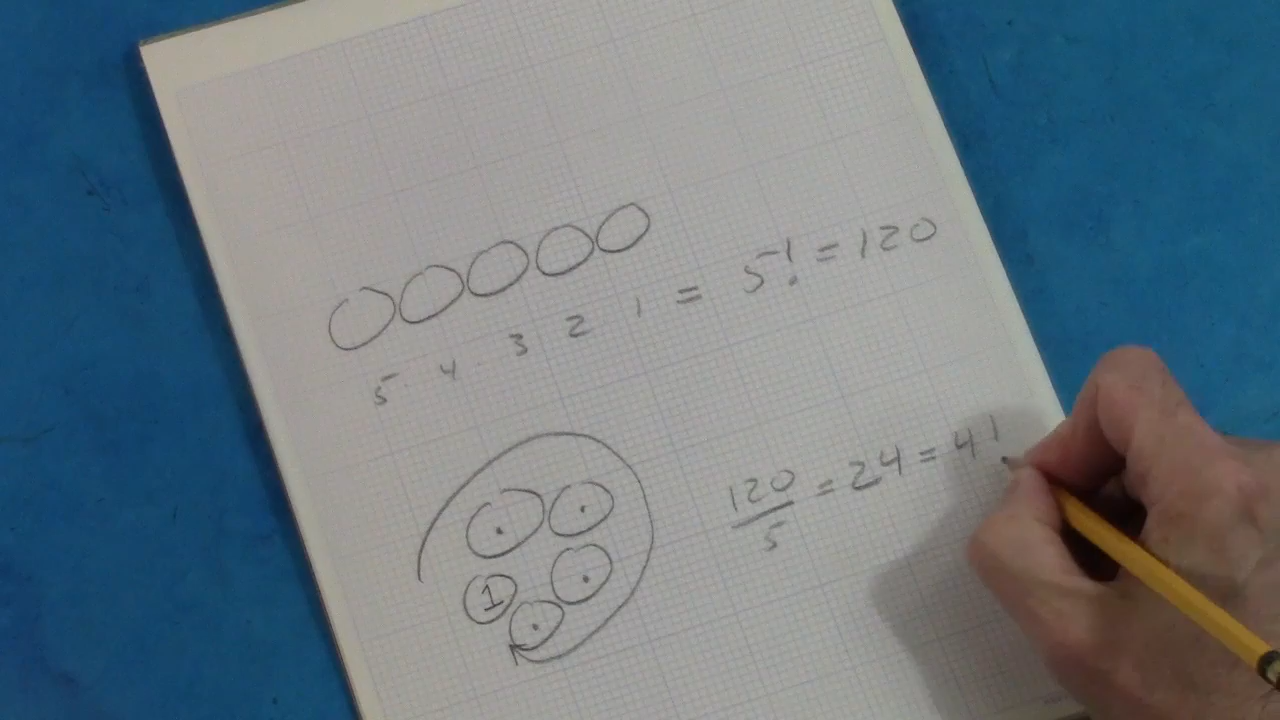 5 · 4 · 3 2 1 = 5! = 120
120/5 = 24 = 4!
1